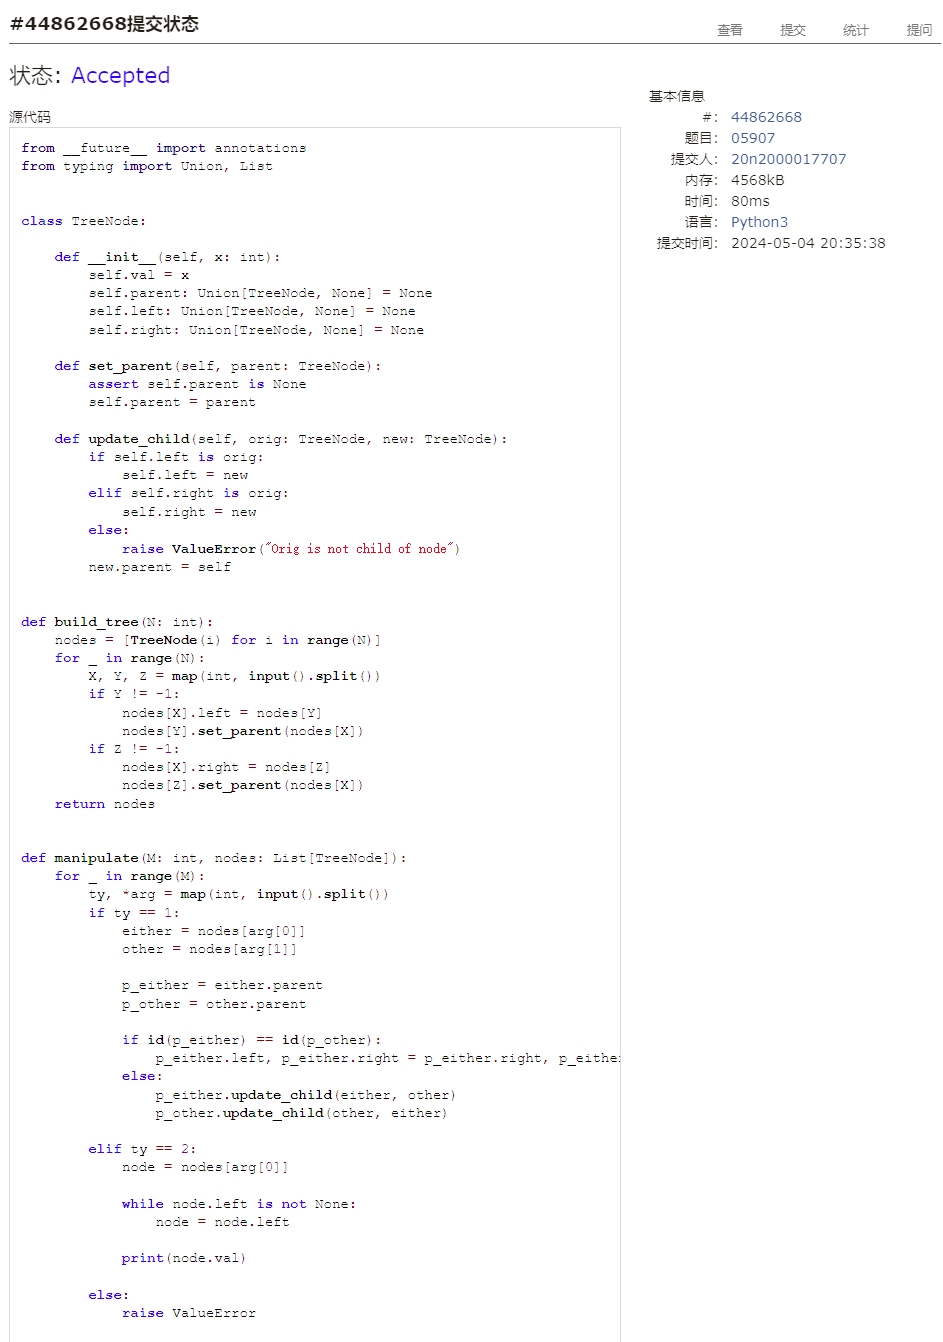 #44862668提交状态
查看 提交 统计 提问
状态: Accepted
源代码
from __future__ import annotations
from typing import Union, List
class TreeNode:
    def __init__(self, x: int):
        self.val = x
        self.parent: Union[TreeNode, None] = None
        self.left: Union[TreeNode, None] = None
        self.right: Union[TreeNode, None] = None
    def set_parent(self, parent: TreeNode):
        assert self.parent is None
        self.parent = parent
    def update_child(self, orig: TreeNode, new: TreeNode):
        if self.left is orig:
            self.left = new
        elif self.right is orig:
            self.right = new
        else:
            raise ValueError("Orig is not child of node")
        new.parent = self
def build_tree(N: int):
    nodes = [TreeNode(i) for i in range(N)]
    for _ in range(N):
        X, Y, Z = map(int, input().split())
        if Y != -1:
            nodes[X].left = nodes[Y]
            nodes[Y].set_parent(nodes[X])
        if Z != -1:
            nodes[X].right = nodes[Z]
            nodes[Z].set_parent(nodes[X])
    return nodes
def manipulate(M: int, nodes: List[TreeNode]):
    for _ in range(M):
        ty, *arg = map(int, input().split())
        if ty == 1:
            either = nodes[arg[0]]
            other = nodes[arg[1]]
            p_either = either.parent
            p_other = other.parent
            if id(p_either) == id(p_other):
                p_either.left, p_either.right = p_either.right, p_either
            else:
                p_either.update_child(either, other)
                p_other.update_child(other, either)
        elif ty == 2:
            node = nodes[arg[0]]
            while node.left is not None:
                node = node.left
            print(node.val)
        else:
            raise ValueError
基本信息
#: 44862668
题目: 05907
提交人: 20n2000017707
内存: 4568kB
时间: 80ms
语言: Python3
提交时间: 2024-05-04 20:35:38